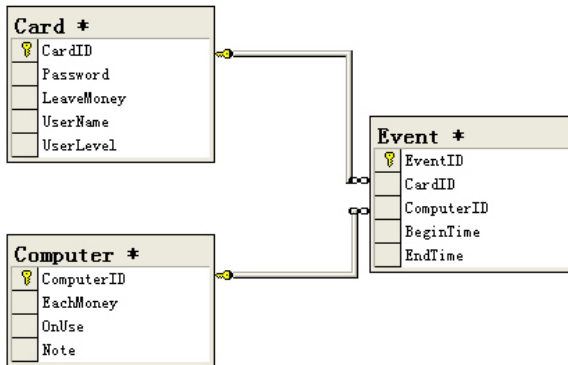 Card *
CardID
Password
LeaveMoney
UserName
UserLevel
Event *
EventID
CardID
ComputerID
BeginTime
EndTime
Computer *
ComputerID
EachMoney
OnUse
Note